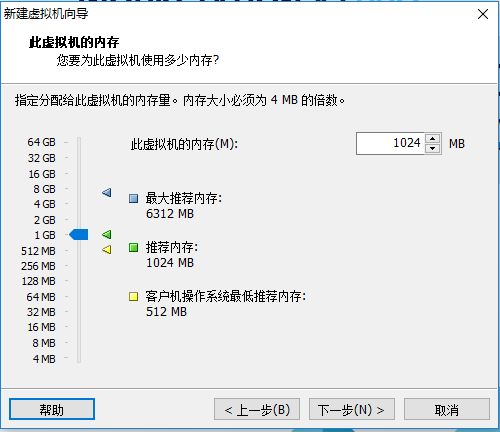 新建虚拟机向导
此虚拟机的内存
您要为此虚拟机使用多少内存?
指定分配给此虚拟机的内存量。内存大小必须为 4 MB 的倍数。
此虚拟机的内存(M): 1024 MB
64 GB
32 GB
16 GB
8 GB
4 GB
2 GB
1 GB
512 MB
256 MB
128 MB
64 MB
32 MB
16 MB
8 MB
4 MB
最大推荐内存:
6312 MB
推荐内存:
1024 MB
客户机操作系统最低推荐内存:
512 MB
帮助 < 上一步(B) 下一步(N) > 取消